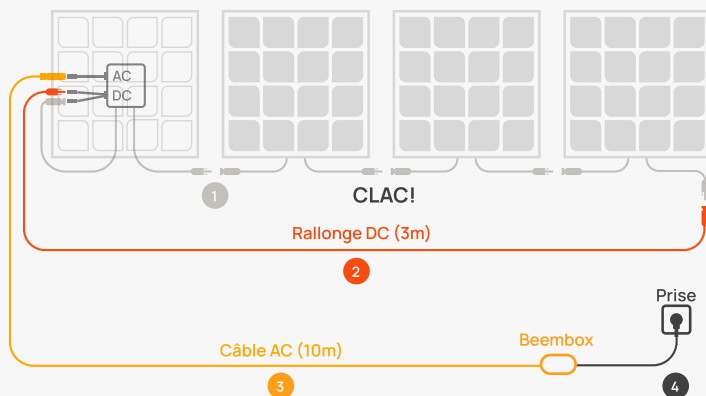 AC
DC
1
CLAC!
Rallonge DC (3m)
2
Prise
Beembox
Câble AC (10m)
3
4